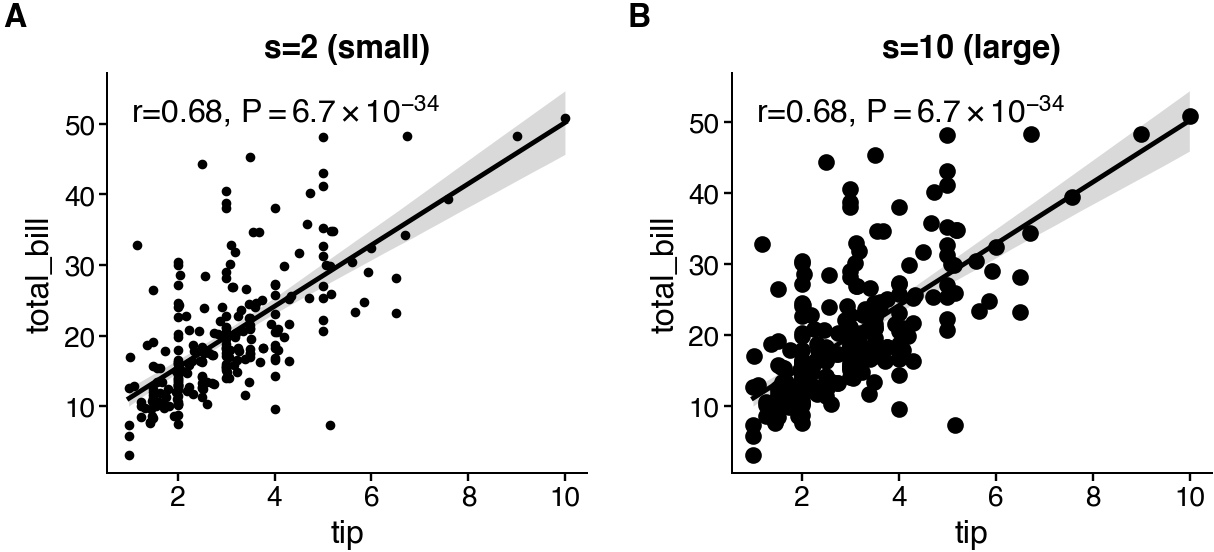 A
s=2 (small)
r=0.68, P = 6.7 × 10⁻³⁴
50
40
30
20
10
total_bill
2
4
6
8
10
tip
B
s=10 (large)
r=0.68, P = 6.7 × 10⁻³⁴
50
40
30
20
10
total_bill
2
4
6
8
10
tip